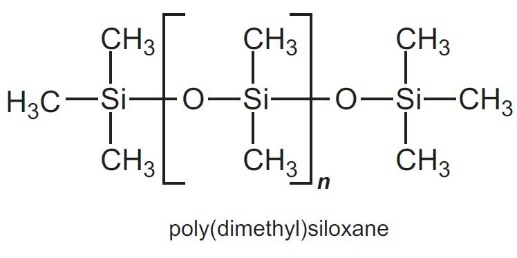 CH₃ CH₃ CH₃
H₃C—Si—O—Si—O—Si—CH₃
CH₃ CH₃ CH₃
n
poly(dimethyl)siloxane